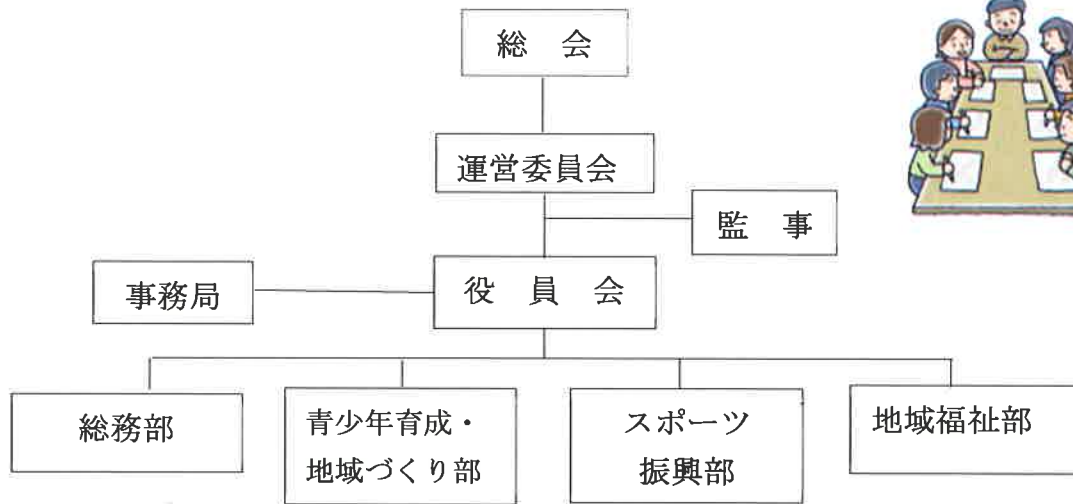 総　会
運営委員会
監　事
事務局
役　員　会
総務部
青少年育成・
地域づくり部
スポーツ
振興部
地域福祉部